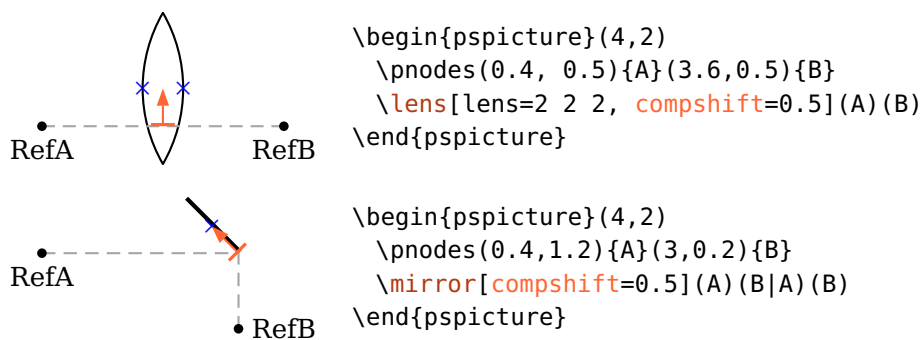 RefA
RefB
\begin{pspicture}(4,2)
  \pnodes(0.4, 0.5){A}(3.6,0.5){B}
  \lens[lens=2 2 2, compshift=0.5](A)(B)
\end{pspicture}
RefA
RefB
\begin{pspicture}(4,2)
  \pnodes(0.4,1.2){A}(3,0.2){B}
  \mirror[compshift=0.5](A)(B|A)(B)
\end{pspicture}